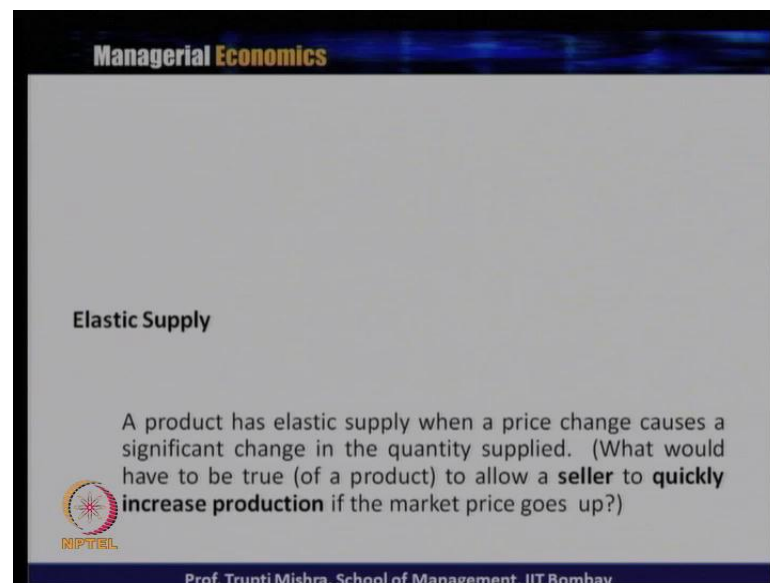 Managerial Economics
Elastic Supply
A product has elastic supply when a price change causes a
significant change in the quantity supplied. (What would
have to be true (of a product) to allow a seller to quickly
increase production if the market price goes up?)
NPTEL
Prof. Trupti Mishra, School of Management, IIT Bombay